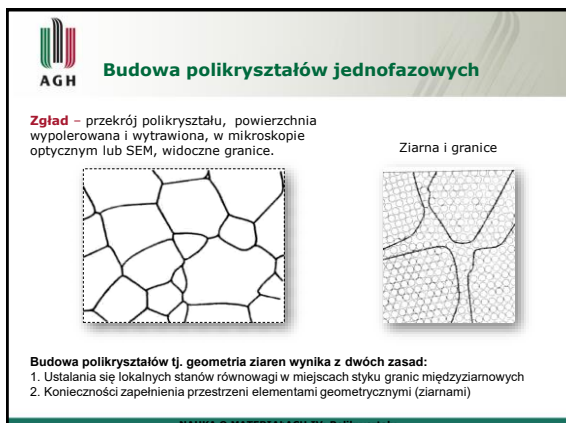 AGH
Budowa polikryształów jednofazowych
Zgład – przekrój polikryształu, powierzchnia
wypolerowana i wytrawiona, w mikroskopie
optycznym lub SEM, widoczne granice.
Ziarna i granice
Budowa polikryształów tj. geometria ziaren wynika z dwóch zasad:
1. Ustalania się lokalnych stanów równowagi w miejscach styku granic międzyziarnowych
2. Konieczności zapełnienia przestrzeni elementami geometrycznymi (ziarnami)